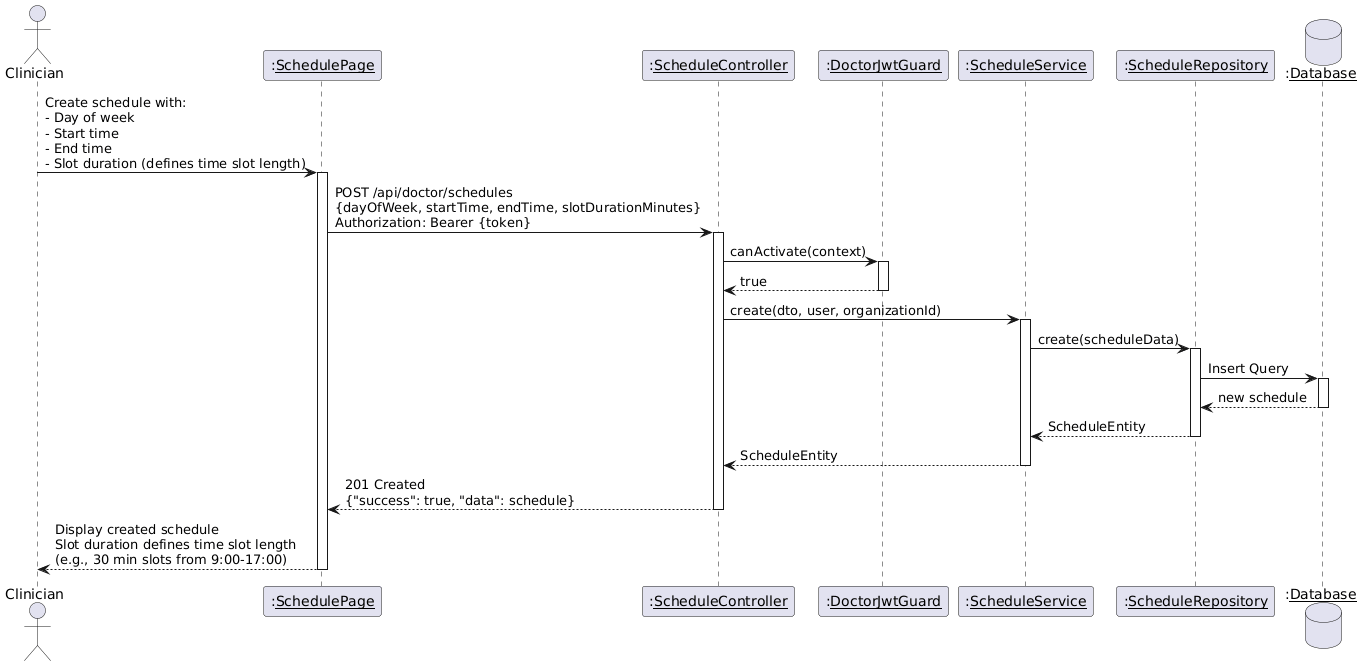 Clinician
:SchedulePage
:ScheduleController
:DoctorJwtGuard
:ScheduleService
:ScheduleRepository
:Database
Create schedule with:
- Day of week
- Start time
- End time
- Slot duration (defines time slot length)
POST /api/doctor/schedules
{dayOfWeek, startTime, endTime, slotDurationMinutes}
Authorization: Bearer {token}
canActivate(context)
true
create(dto, user, organizationId)
create(scheduleData)
Insert Query
new schedule
ScheduleEntity
ScheduleEntity
201 Created
{"success": true, "data": schedule}
Display created schedule
Slot duration defines time slot length
(e.g., 30 min slots from 9:00-17:00)
Clinician
:SchedulePage
:ScheduleController
:DoctorJwtGuard
:ScheduleService
:ScheduleRepository
:Database